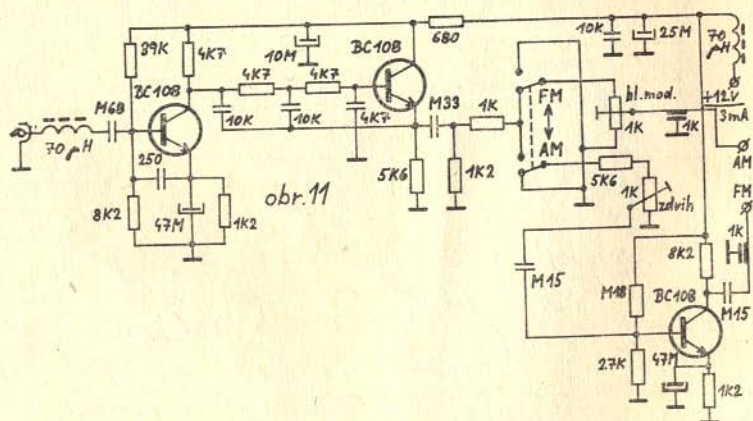 39K
4K7
10M
BC108
680
10K
25M
70
μH
BC108
4K7
4K7
M68
10K
10K
4K7
M33
1K
FM
AM
bl.mod.
1K
+12V
3mA
1K
AM
70 μH
250
8K2
47M
1K2
obr.11
5K6
1K2
5K6
1K
zdvih
FM
1K
M15
8K2
M18
BC108
M15
27K
47M
1K2